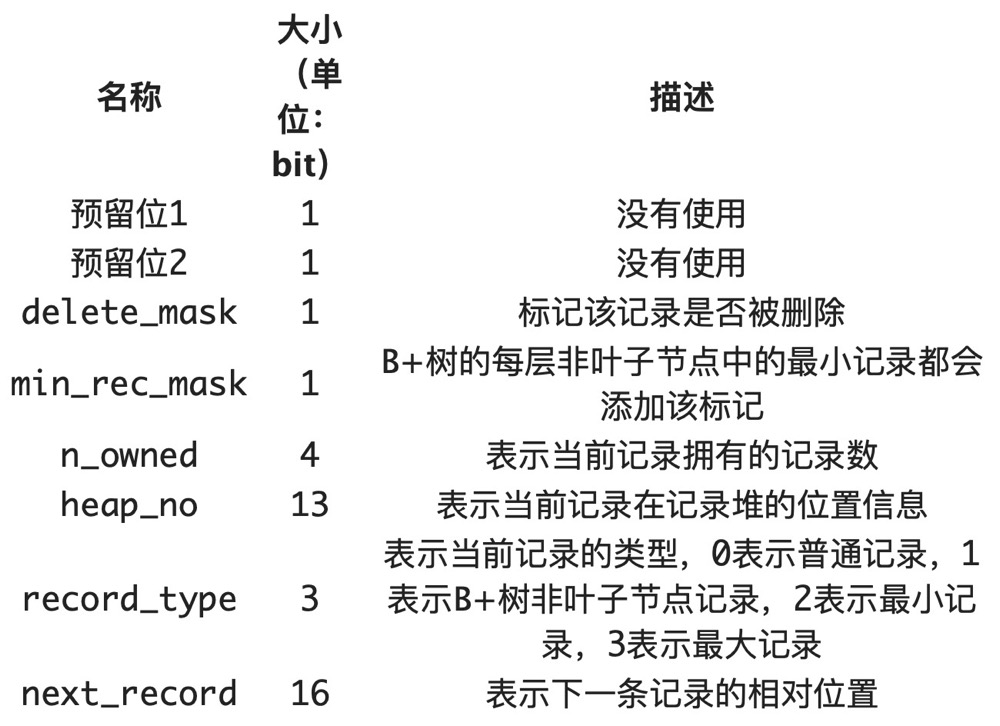 名称 大小（单位：bit） 描述
预留位1 1 没有使用
预留位2 1 没有使用
delete_mask 1 标记该记录是否被删除
min_rec_mask 1 B+树的每层非叶子节点中的最小记录都会添加该标记
n_owned 4 表示当前记录拥有的记录数
heap_no 13 表示当前记录在记录堆的位置信息
record_type 3 表示当前记录的类型，0表示普通记录，1表示B+树非叶子节点记录，2表示最小记录，3表示最大记录
next_record 16 表示下一条记录的相对位置